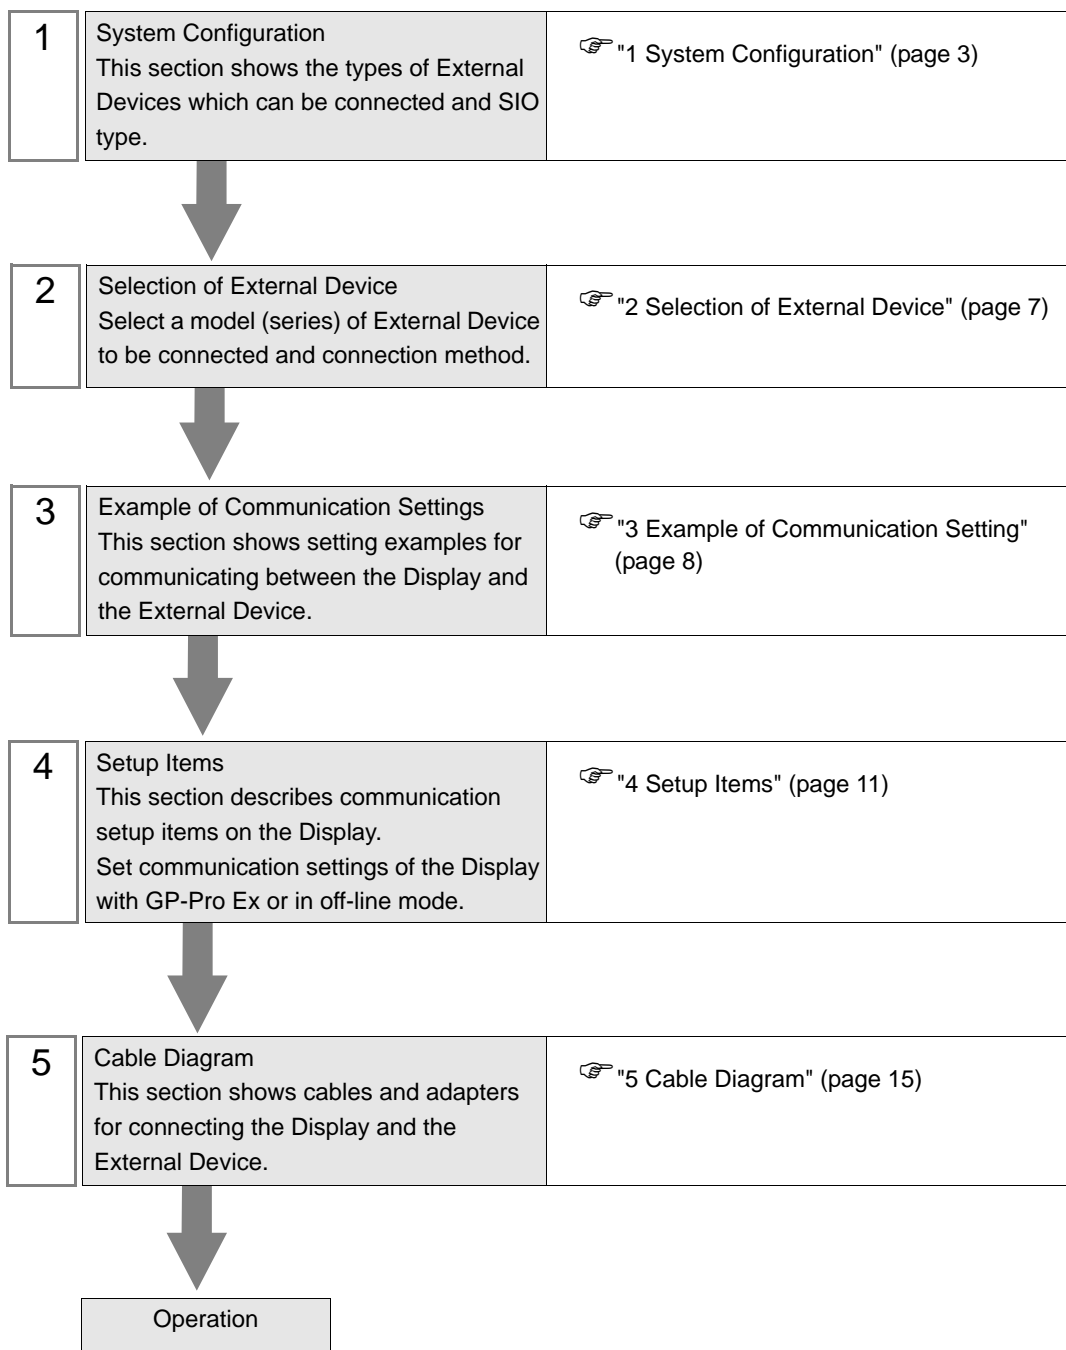 1
System Configuration
This section shows the types of External
Devices which can be connected and SIO
type.
"1 System Configuration" (page 3)
2
Selection of External Device
Select a model (series) of External Device
to be connected and connection method.
"2 Selection of External Device" (page 7)
3
Example of Communication Settings
This section shows setting examples for
communicating between the Display and
the External Device.
"3 Example of Communication Setting"
(page 8)
4
Setup Items
This section describes communication
setup items on the Display.
Set communication settings of the Display
with GP-Pro Ex or in off-line mode.
"4 Setup Items" (page 11)
5
Cable Diagram
This section shows cables and adapters
for connecting the Display and the
External Device.
"5 Cable Diagram" (page 15)
Operation